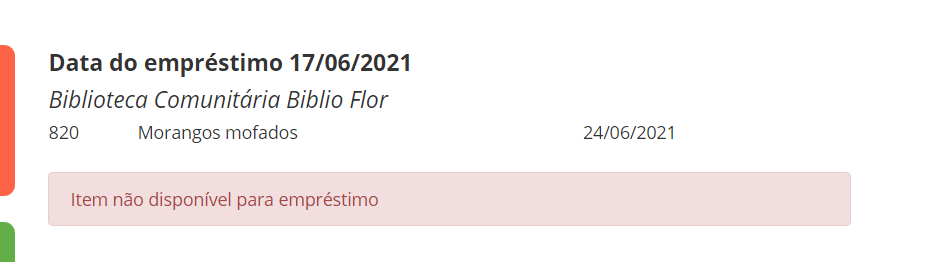 Data do empréstimo 17/06/2021
Biblioteca Comunitária Biblio Flor
820 Morangos mofados 24/06/2021
Item não disponível para empréstimo